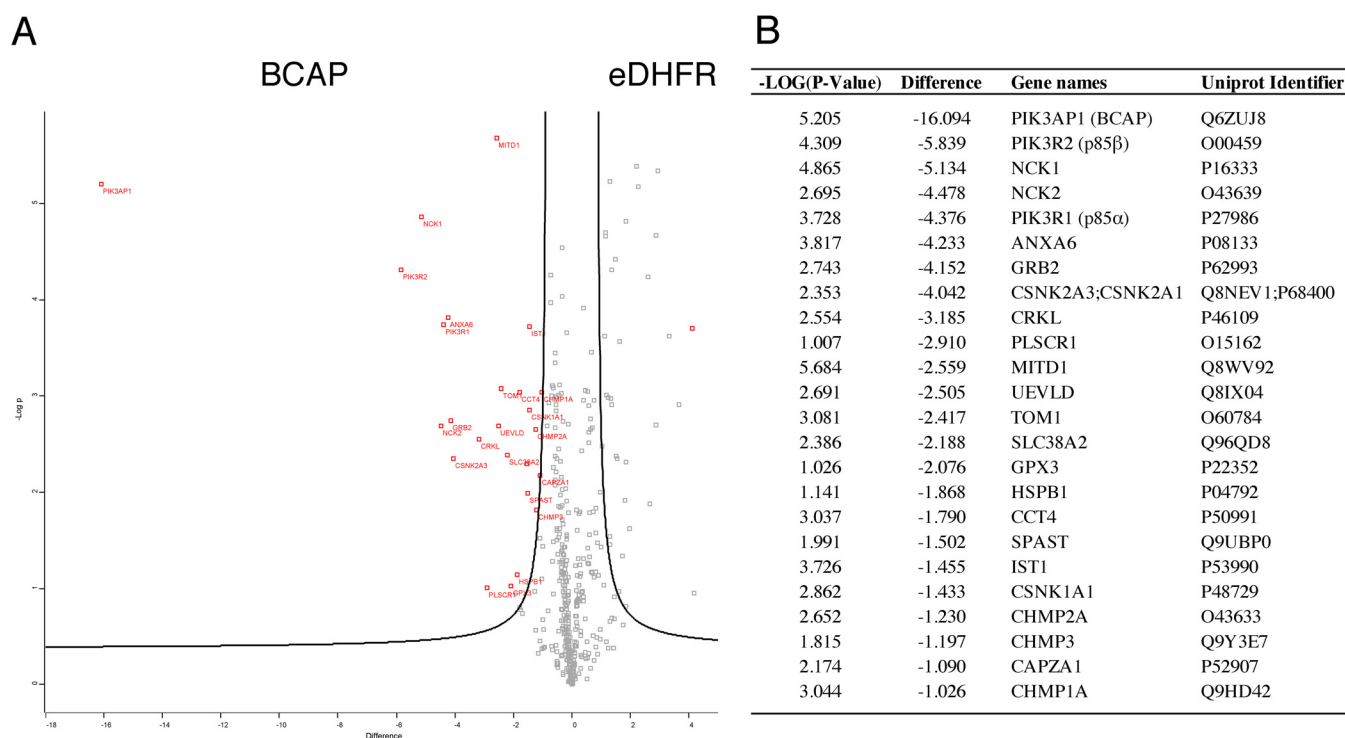 A
BCAP
eDHFR
MITD1
PIK3AP1
NCK1
PIK3R2
ANXA6
PIK3R1
IST1
TOM1
CCT4
CHMP1A
CSNK1A1
GRB2
NCK2
UEVLD
CHMP2A
CRKL
CSNK2A3
SLC38A2
CAPZA1
SPAST
CHMP3
HSPB1
PLSCR1
GPX3
-Log p
5
4
3
2
1
0
-18 -16 -14 -12 -10 -8 -6 -4 -2 0 2 4
Difference
B
-LOG(P-Value) Difference Gene names Uniprot Identifier
5.205 -16.094 PIK3AP1 (BCAP) Q6ZUJ8
4.309 -5.839 PIK3R2 (p85β) O00459
4.865 -5.134 NCK1 P16333
2.695 -4.478 NCK2 O43639
3.728 -4.376 PIK3R1 (p85α) P27986
3.817 -4.233 ANXA6 P08133
2.743 -4.152 GRB2 P62993
2.353 -4.042 CSNK2A3;CSNK2A1 Q8NEV1;P68400
2.554 -3.185 CRKL P46109
1.007 -2.910 PLSCR1 O15162
5.684 -2.559 MITD1 Q8WV92
2.691 -2.505 UEVLD Q8IX04
3.081 -2.417 TOM1 O60784
2.386 -2.188 SLC38A2 Q96QD8
1.026 -2.076 GPX3 P22352
1.141 -1.868 HSPB1 P04792
3.037 -1.790 CCT4 P50991
1.991 -1.502 SPAST Q9UBP0
3.726 -1.455 IST1 P53990
2.862 -1.433 CSNK1A1 P48729
2.652 -1.230 CHMP2A O43633
1.815 -1.197 CHMP3 Q9Y3E7
2.174 -1.090 CAPZA1 P52907
3.044 -1.026 CHMP1A Q9HD42